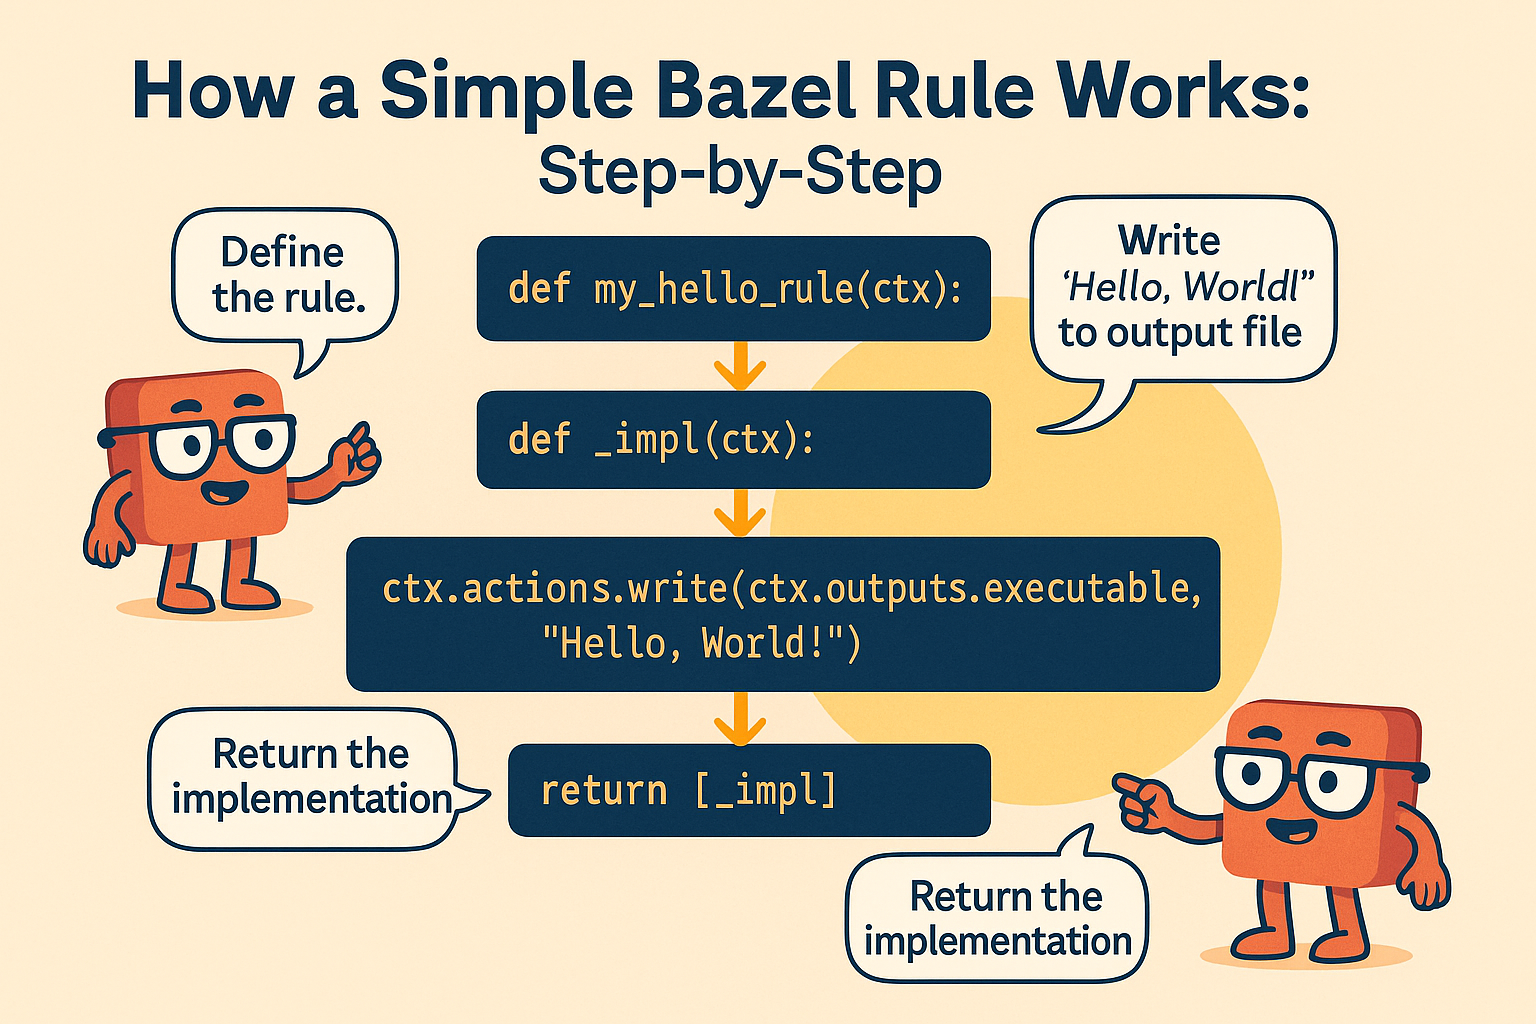 How a Simple Bazel Rule Works:
Step-by-Step
Define
the rule.
def my_hello_rule(ctx):
Write
‘Hello, Worldl”
to output file
def _impl(ctx):
ctx.actions.write(ctx.outputs.executable,
"Hello, World!")
Return the
implementation
return [_impl]
Return the
implementation